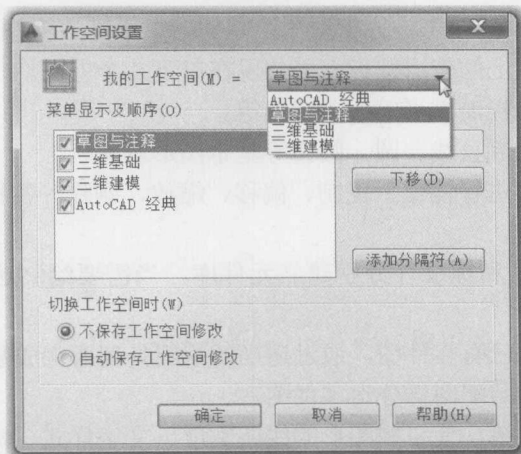 工作空间设置
我的工作空间(M) =
草图与注释
AutoCAD 经典
草图与注释
三维基础
三维建模
菜单显示及顺序(O)
草图与注释
三维基础
三维建模
AutoCAD 经典
下移(D)
添加分隔符(A)
切换工作空间时(W)
不保存工作空间修改
自动保存工作空间修改
确定
取消
帮助(H)